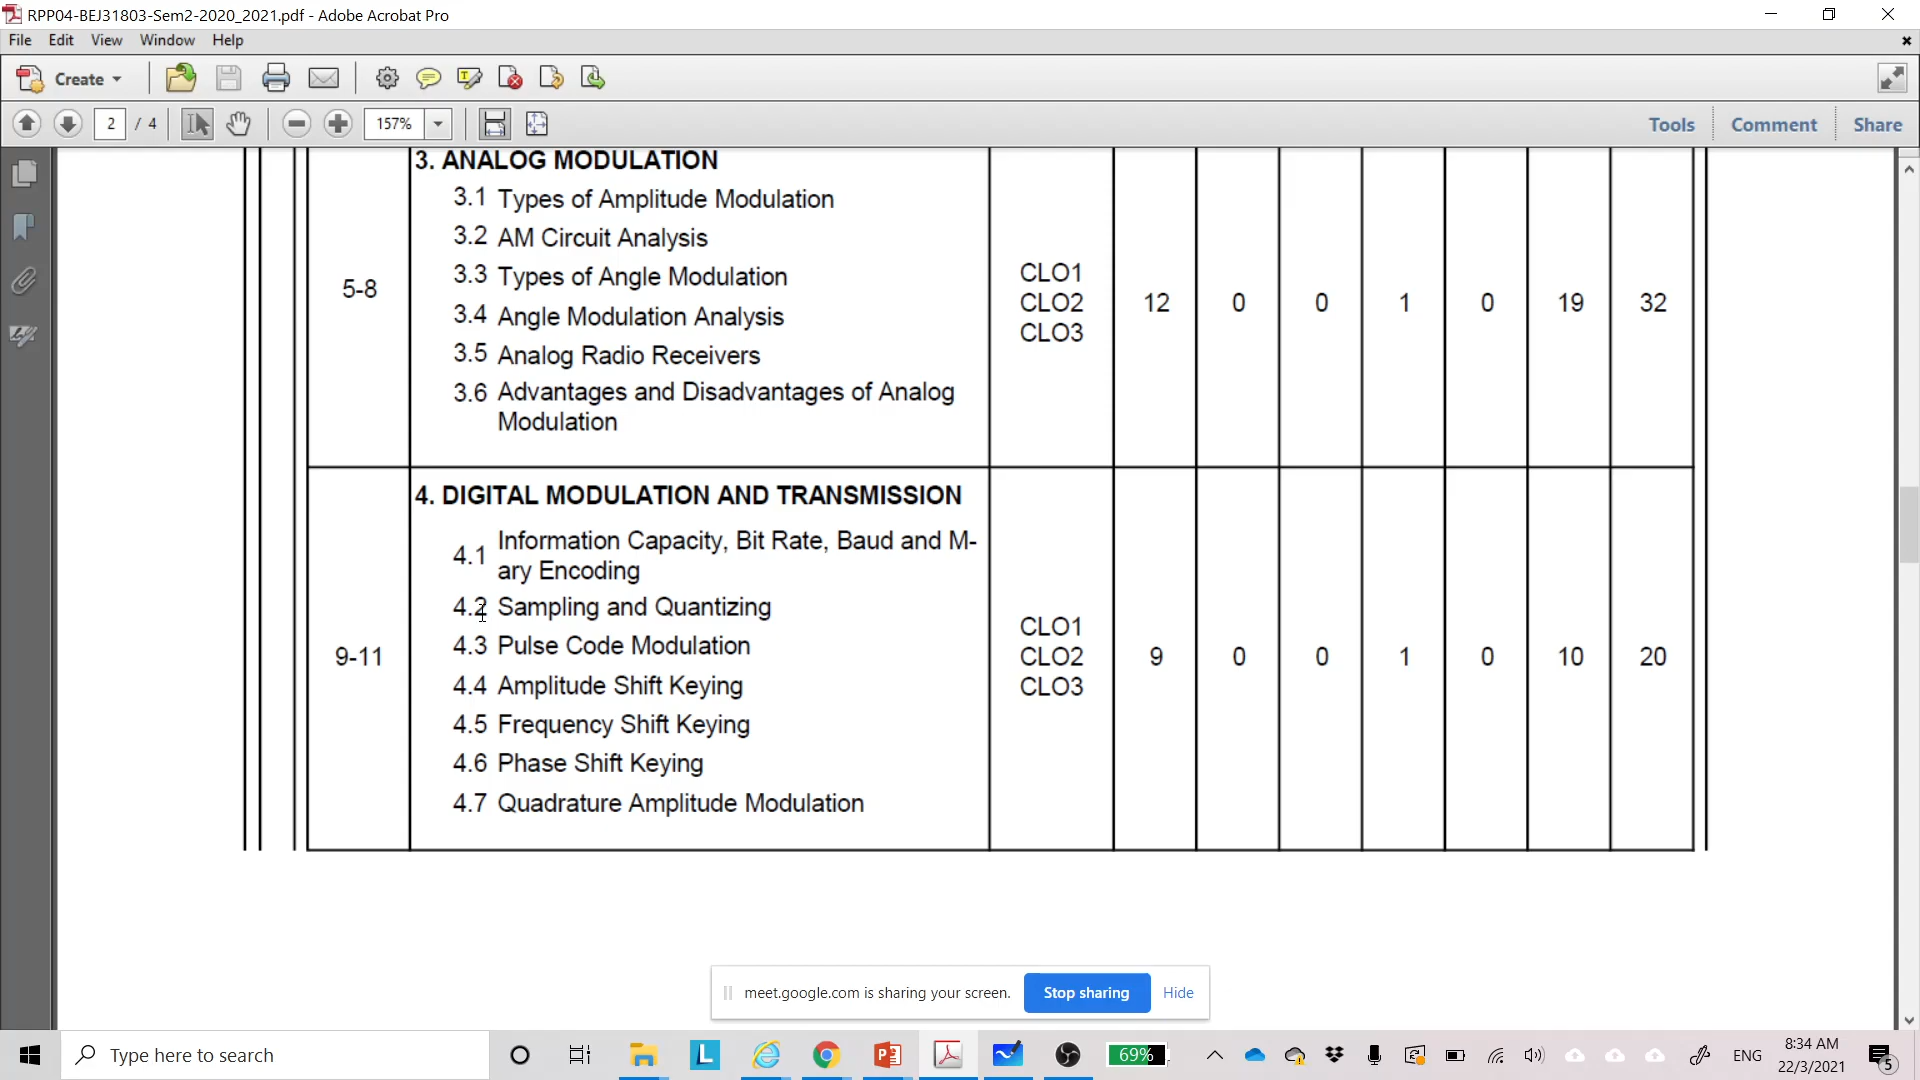 RPP04-BEJ31803-Sem2-2020_2021.pdf - Adobe Acrobat Pro
File Edit View Window Help
Create
2 / 4 157% Tools Comment Share
3. ANALOG MODULATION
3.1 Types of Amplitude Modulation
3.2 AM Circuit Analysis
3.3 Types of Angle Modulation
3.4 Angle Modulation Analysis
3.5 Analog Radio Receivers
3.6 Advantages and Disadvantages of Analog
Modulation
5-8
CLO1
CLO2
CLO3
12 0 0 1 0 19 32
4. DIGITAL MODULATION AND TRANSMISSION
4.1 Information Capacity, Bit Rate, Baud and M-
ary Encoding
4.2 Sampling and Quantizing
4.3 Pulse Code Modulation
4.4 Amplitude Shift Keying
4.5 Frequency Shift Keying
4.6 Phase Shift Keying
4.7 Quadrature Amplitude Modulation
9-11
CLO1
CLO2
CLO3
9 0 0 1 0 10 20
meet.google.com is sharing your screen. Stop sharing Hide
Type here to search
L
69%
ENG
8:34 AM
22/3/2021
5